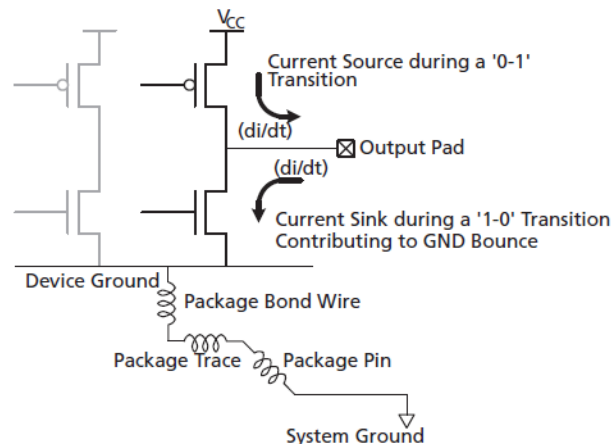 VCC
Current Source during a '0-1'
Transition
(di/dt)
Output Pad
(di/dt)
Current Sink during a '1-0' Transition
Contributing to GND Bounce
Device Ground
Package Bond Wire
Package Trace
Package Pin
System Ground